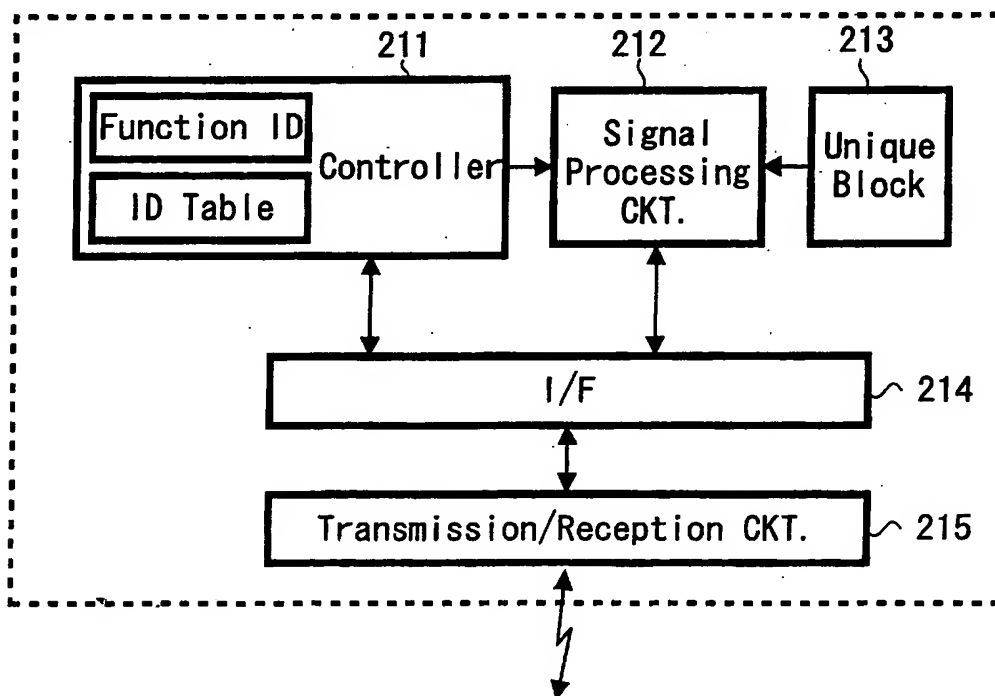 211
212
213
Function ID
ID Table
Controller
Signal
Processing
CKT.
Unique
Block
I/F
214
Transmission/Reception CKT.
215